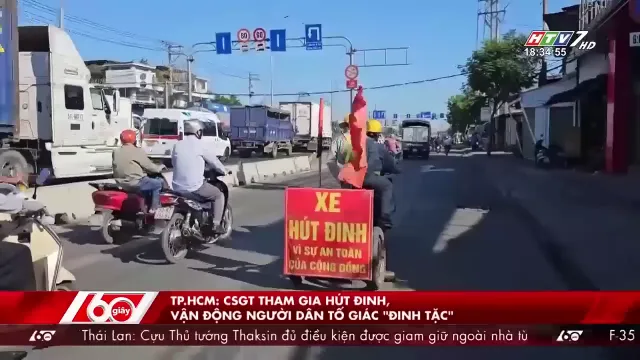 HTV7 HD
18:34:55
XE
HÚT ĐINH
VÌ SỰ AN TOÀN
CỦA CỘNG ĐỒNG
60 giây
TP.HCM: CSGT THAM GIA HÚT ĐINH,
VẬN ĐỘNG NGƯỜI DÂN TỐ GIÁC "ĐINH TẶC"
60 Thái Lan: Cựu Thủ tướng Thaksin đủ điều kiện được giam giữ ngoài nhà tù 60 F-35